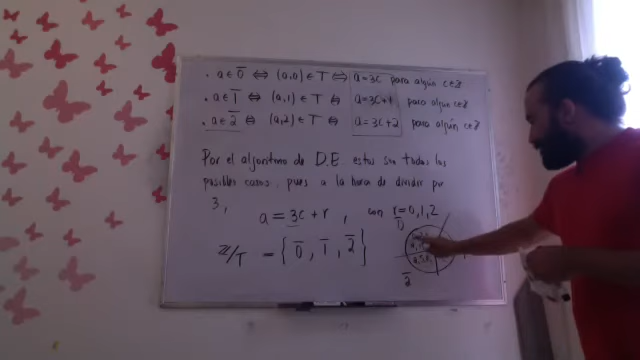 . a ∈ 0̅ ⇔ (a,0) ∈ T ⇔ a=3c para algún c∈ℤ
. a ∈ 1̅ ⇔ (a,1) ∈ T ⇔ a=3c+1 para algún c∈ℤ
. a ∈ 2̅ ⇔ (a,2) ∈ T ⇔ a=3c+2 para algún c∈ℤ
Por el algoritmo de D.E. estos son todos los
posibles casos, pues a la hora de dividir por
3,
a = 3c + r , con r=0,1,2
ℤ/T = { 0̅ , 1̅ , 2̅ }
0̅
2̅